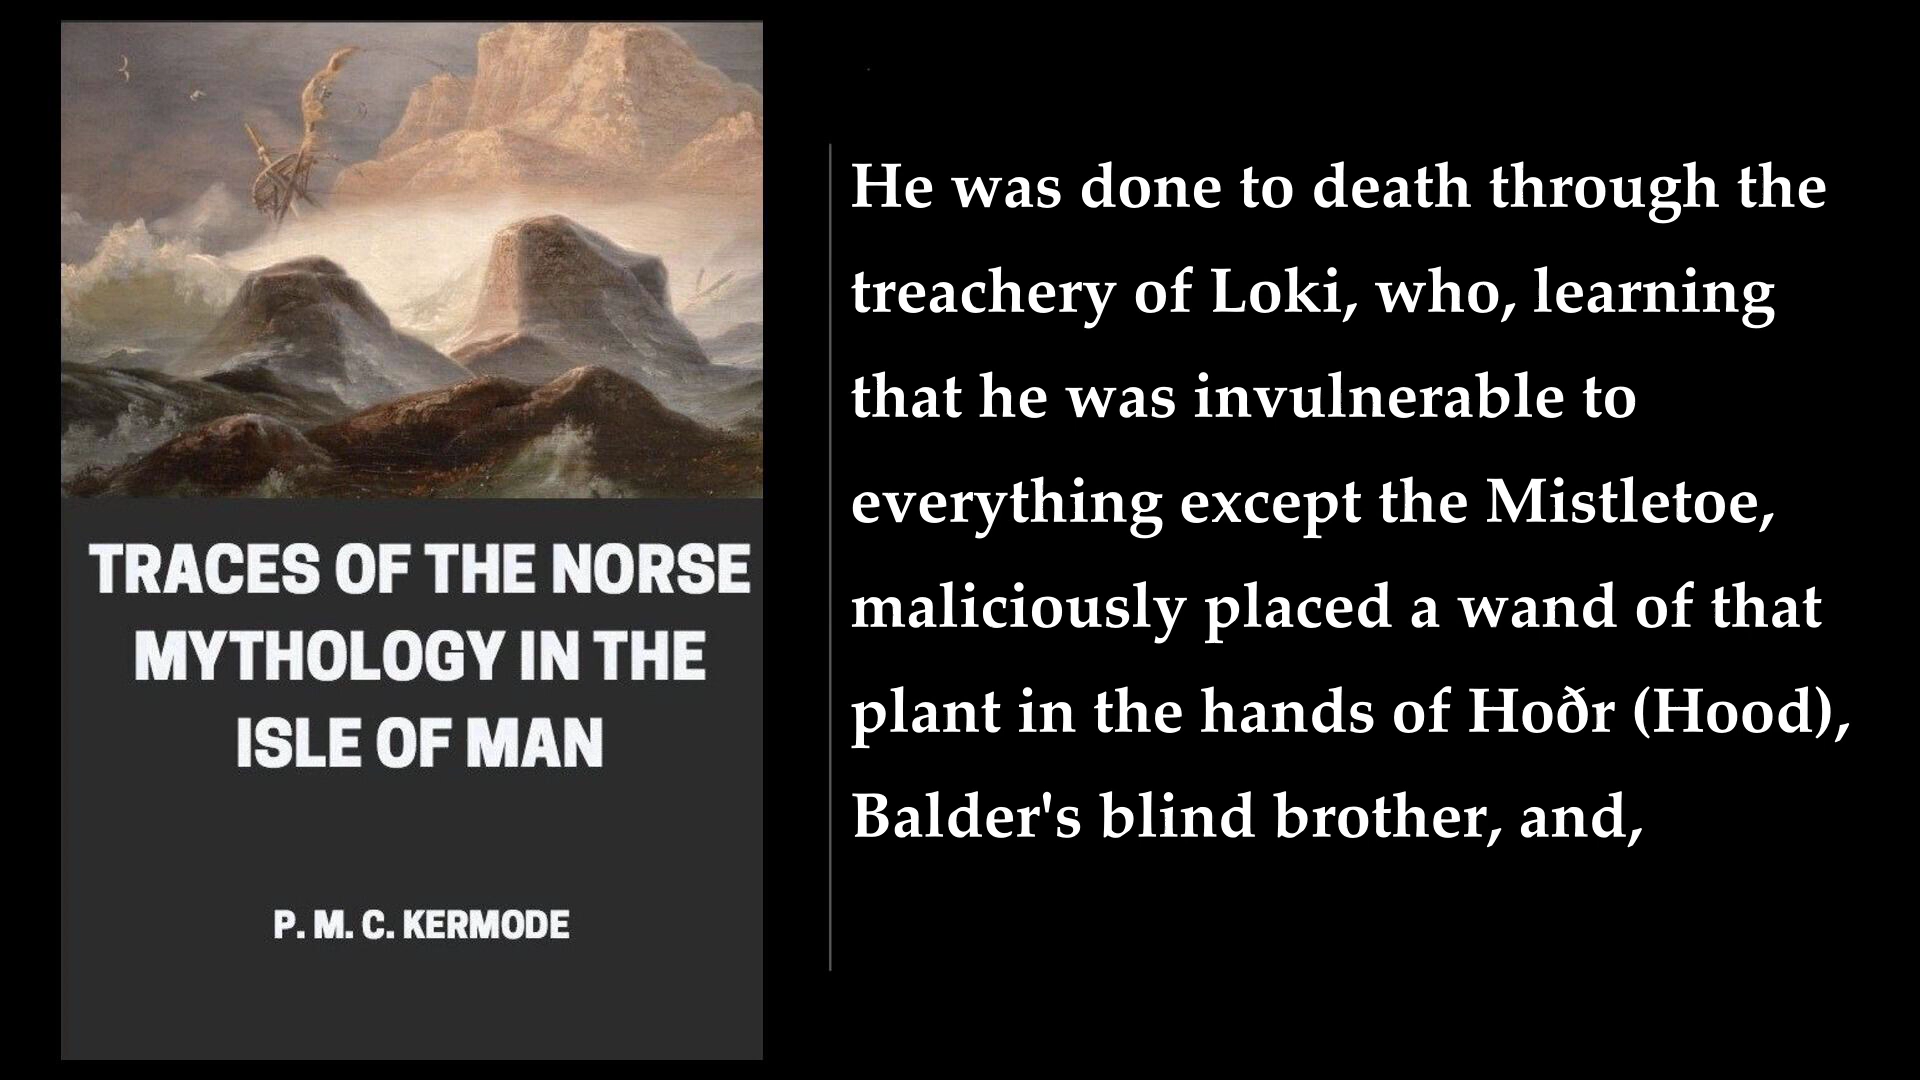 TRACES OF THE NORSE
MYTHOLOGY IN THE
ISLE OF MAN
P. M. C. KERMODE
He was done to death through the
treachery of Loki, who, learning
that he was invulnerable to
everything except the Mistletoe,
maliciously placed a wand of that
plant in the hands of Hoðr (Hood),
Balder's blind brother, and,